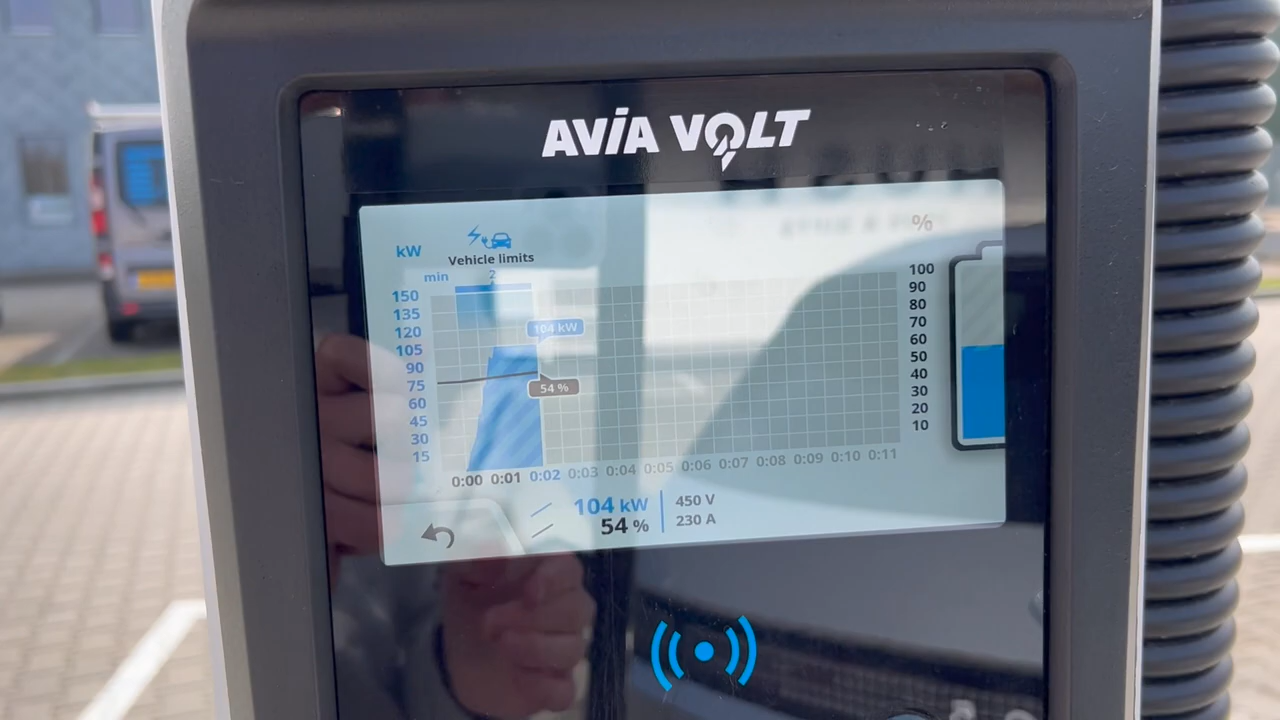 AViA VOLT
kW
Vehicle limits
%
min
2
150
135
120
105
90
75
60
45
30
15
104 kW
54 %
100
90
80
70
60
50
40
30
20
10
0:00 0:01 0:02 0:03 0:04 0:05 0:06 0:07 0:08 0:09 0:10 0:11
104 kW
54 %
450 V
230 A